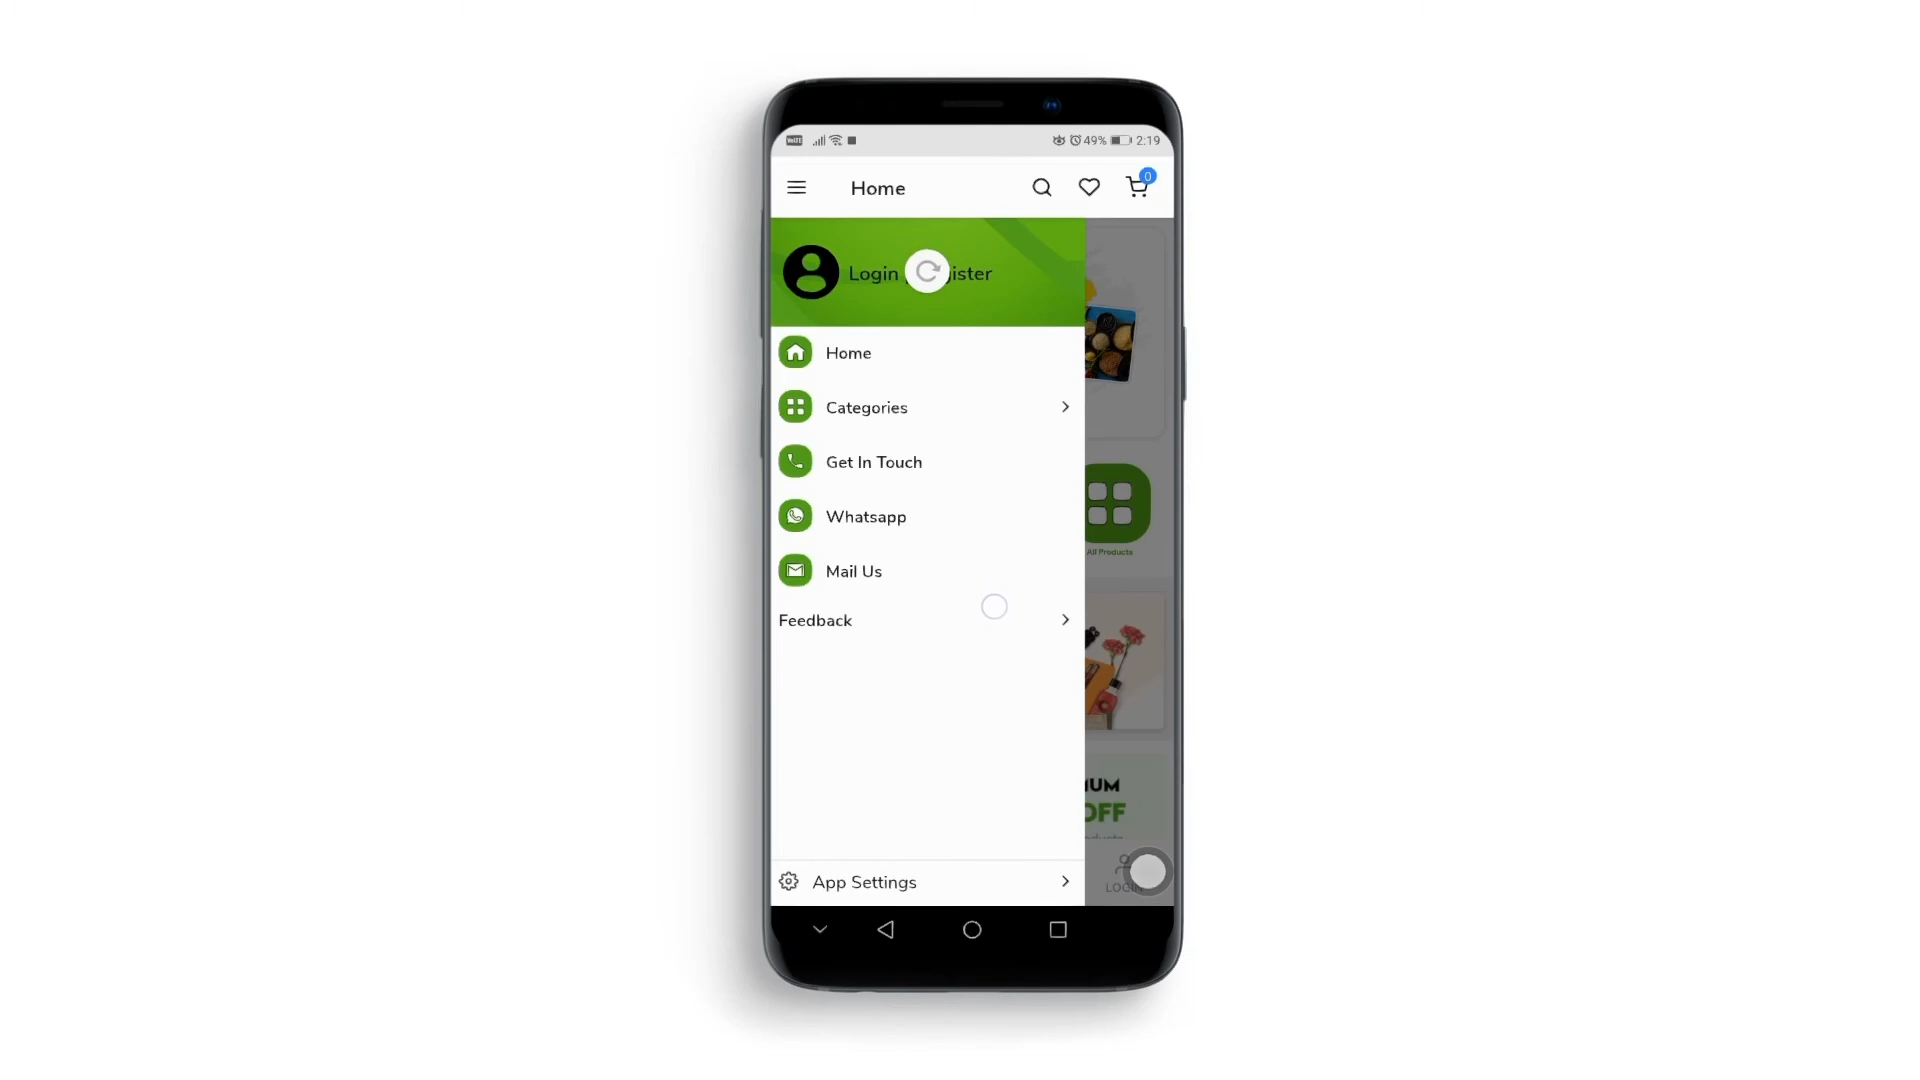 49% 2:19
Home
0
Login ister
Home
Categories
Get In Touch
Whatsapp
All Products
Mail Us
Feedback
OFF
App Settings